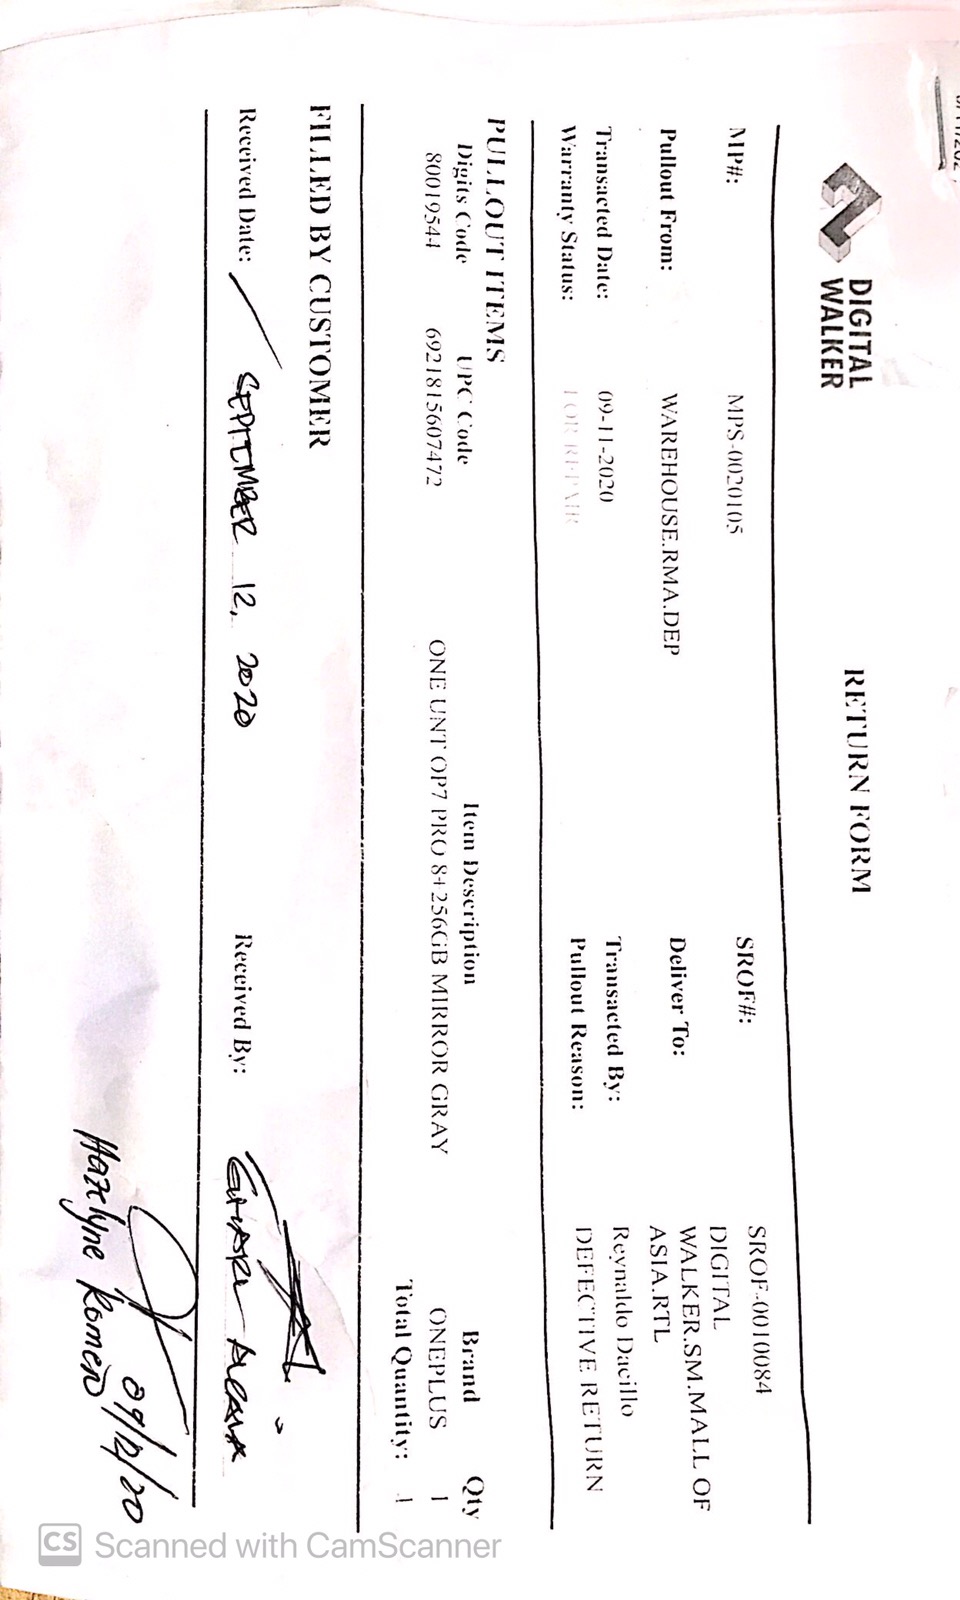 DIGITAL
WALKER
RETURN FORM
MP#: MPS-0020105 SROF#: SROF-0010084
Pullout From: WAREHOUSE.RMA.DEP Deliver To: DIGITAL
WALKER.SM.MALL OF
ASIA.RTL
Transacted Date: 09-11-2020 Transacted By: Reynaldo Dacillo
Warranty Status: FOR REPAIR Pullout Reason: DEFECTIVE RETURN
PULLOUT ITEMS
Digits Code UPC Code Item Description Brand Qty
80019544 6921815607472 ONE UNT OP7 PRO 8+256GB MIRROR GRAY ONEPLUS 1
Total Quantity: 1
FILLED BY CUSTOMER
Received Date: SEPTEMBER 12, 2020 Received By:
09/12/20
Hazelyne Romero
CS Scanned with CamScanner